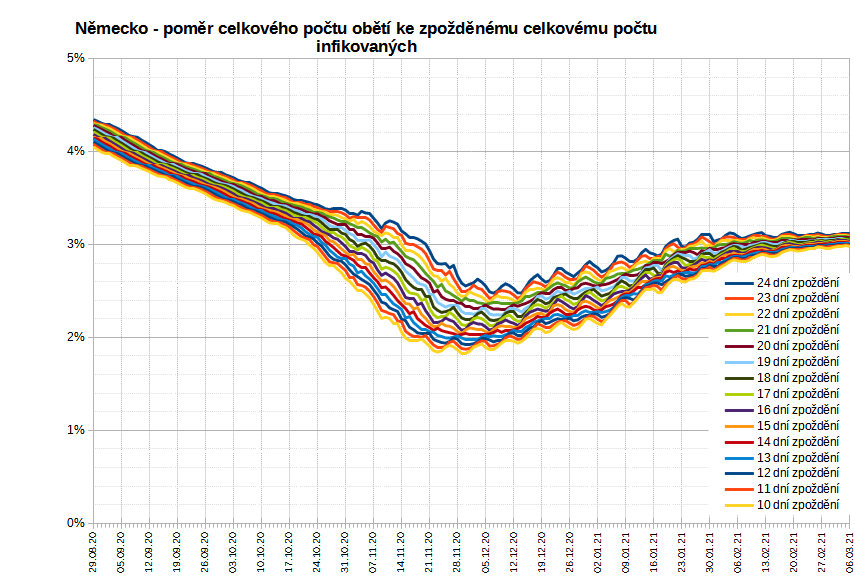 Německo - poměr celkového počtu obětí ke zpožděnému celkovému počtu
infikovaných
5%
4%
3%
2%
1%
0%
24 dní zpoždění
23 dní zpoždění
22 dní zpoždění
21 dní zpoždění
20 dní zpoždění
19 dní zpoždění
18 dní zpoždění
17 dní zpoždění
16 dní zpoždění
15 dní zpoždění
14 dní zpoždění
13 dní zpoždění
12 dní zpoždění
11 dní zpoždění
10 dní zpoždění
29.08.20
05.09.20
12.09.20
19.09.20
26.09.20
03.10.20
10.10.20
17.10.20
24.10.20
31.10.20
07.11.20
14.11.20
21.11.20
28.11.20
05.12.20
12.12.20
19.12.20
26.12.20
02.01.21
09.01.21
16.01.21
23.01.21
30.01.21
06.02.21
13.02.21
20.02.21
27.02.21
06.03.21